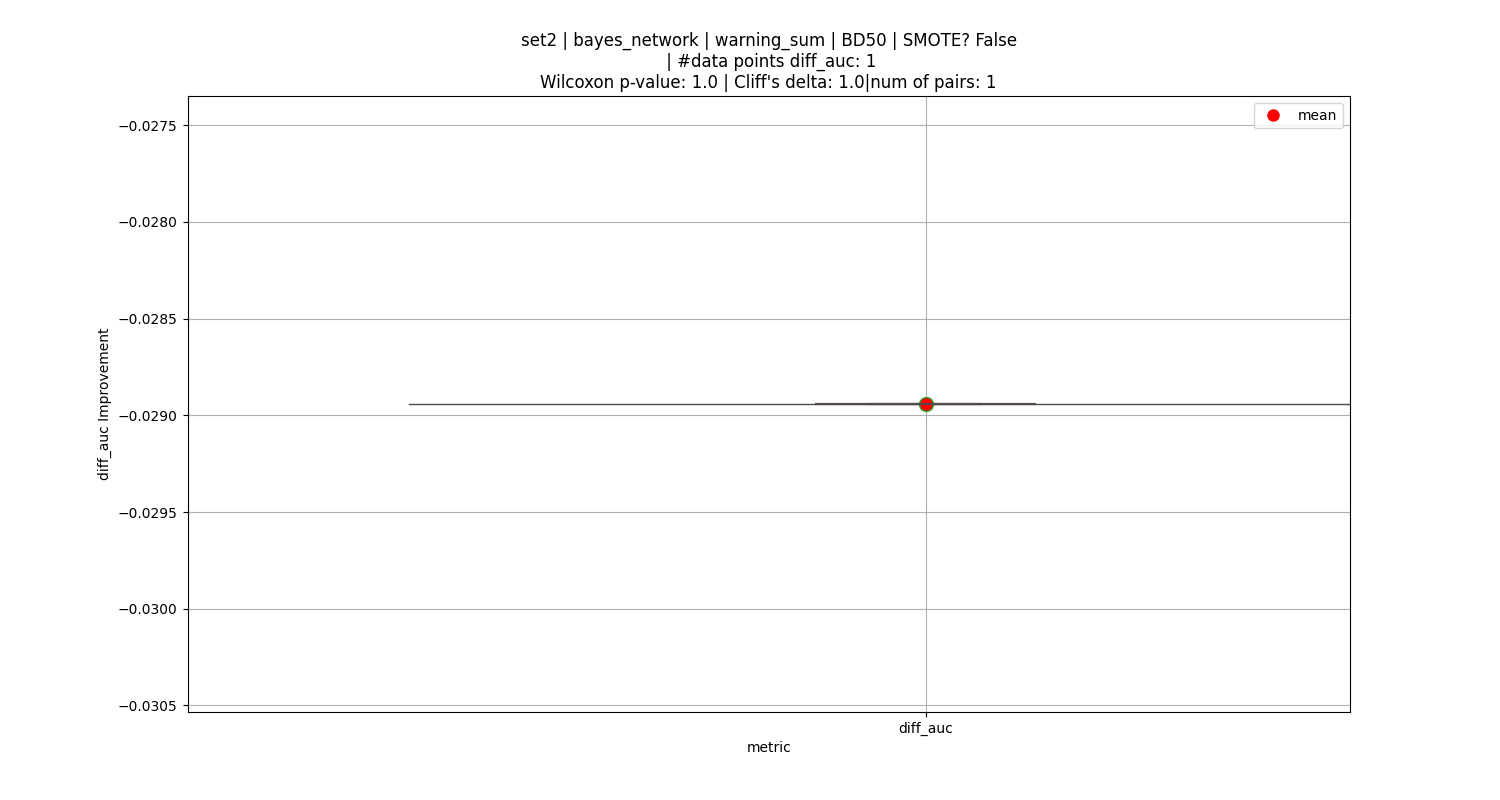 set2 | bayes_network | warning_sum | BD50 | SMOTE? False
| #data points diff_auc: 1
Wilcoxon p-value: 1.0 | Cliff's delta: 1.0|num of pairs: 1
mean
−0.0275
−0.0280
−0.0285
−0.0290
−0.0295
−0.0300
−0.0305
diff_auc Improvement
diff_auc
metric